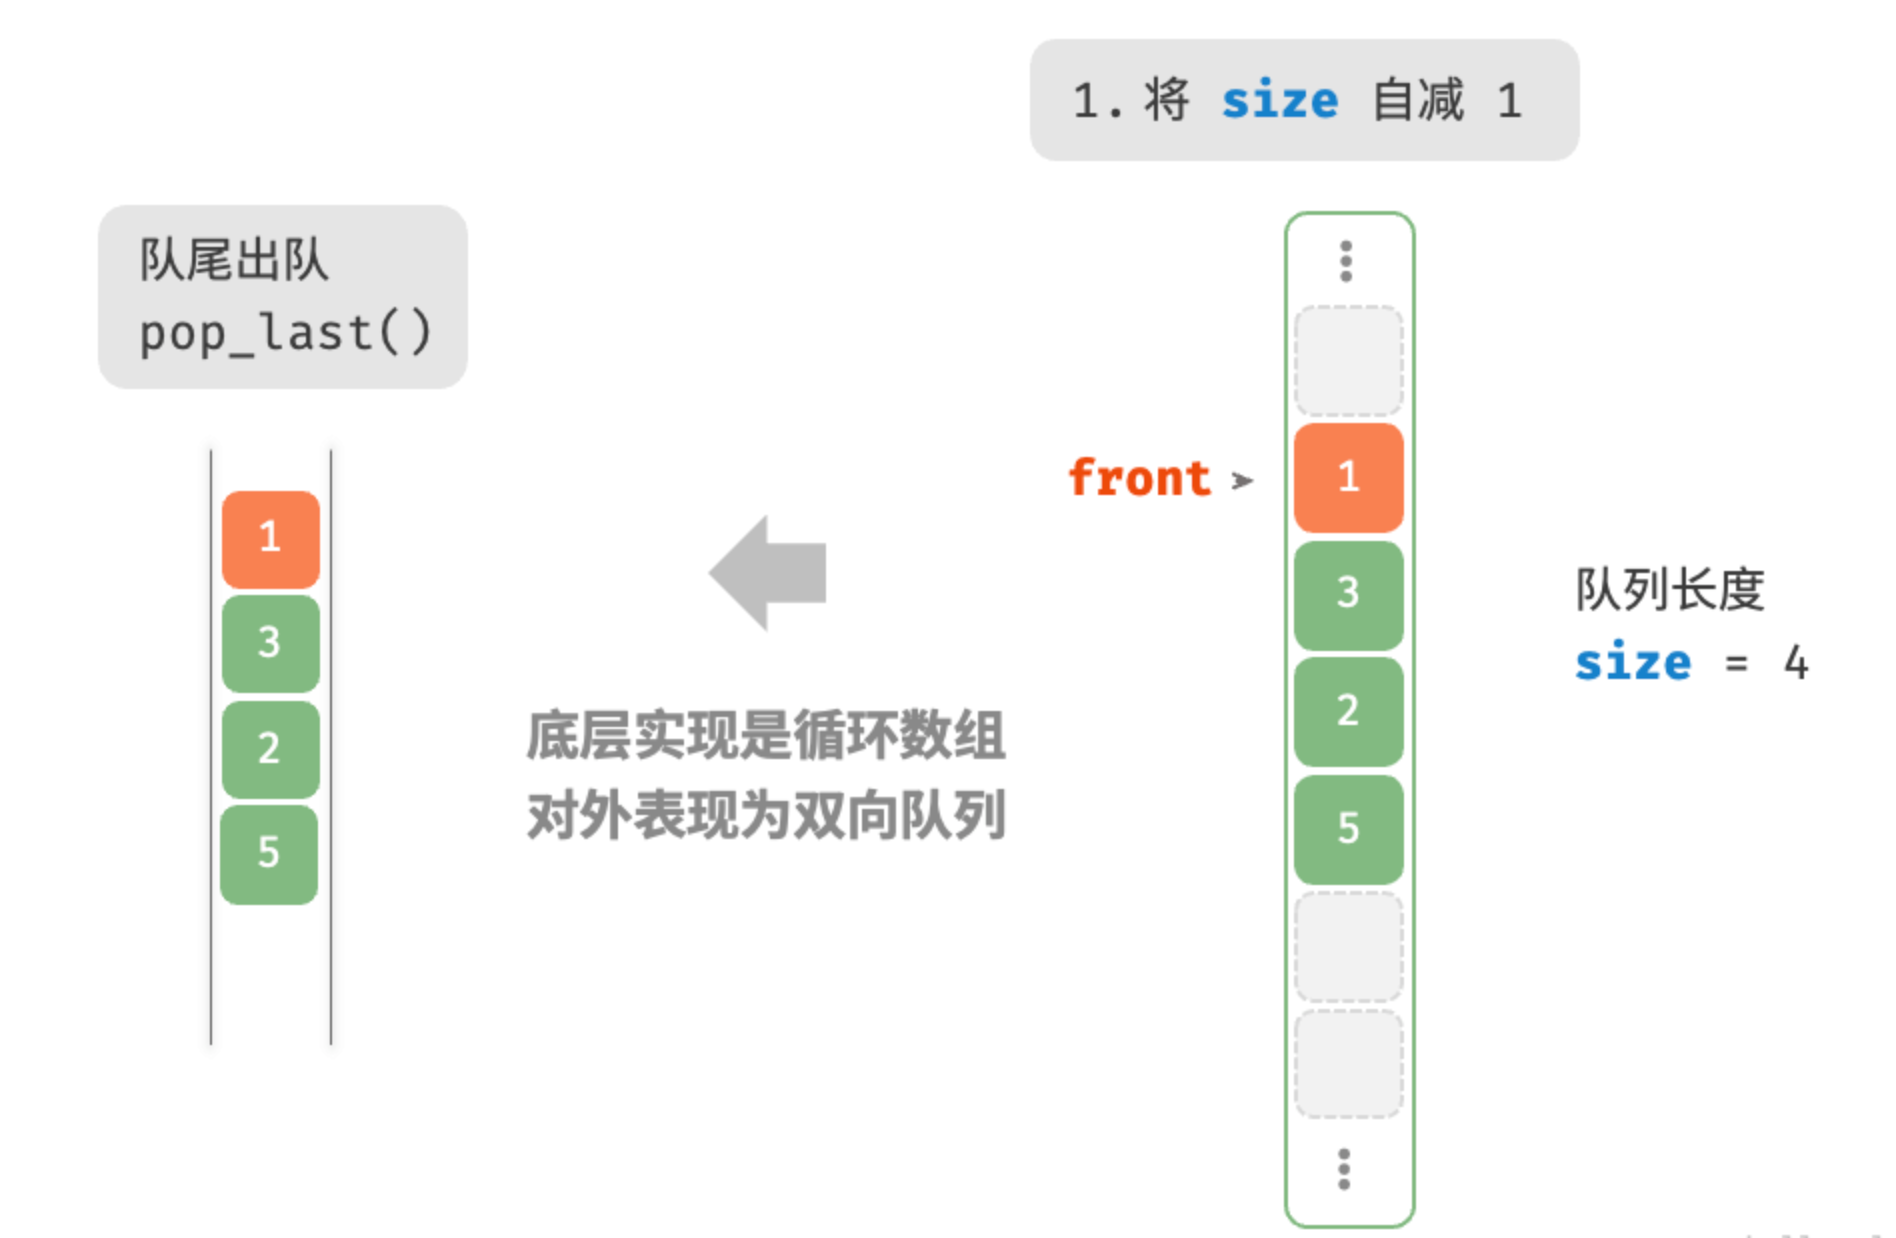 1. 将 size 自减 1
队尾出队
pop_last()
1
3
2
5
底层实现是循环数组
对外表现为双向队列
front
1
3
2
5
队列长度
size = 4